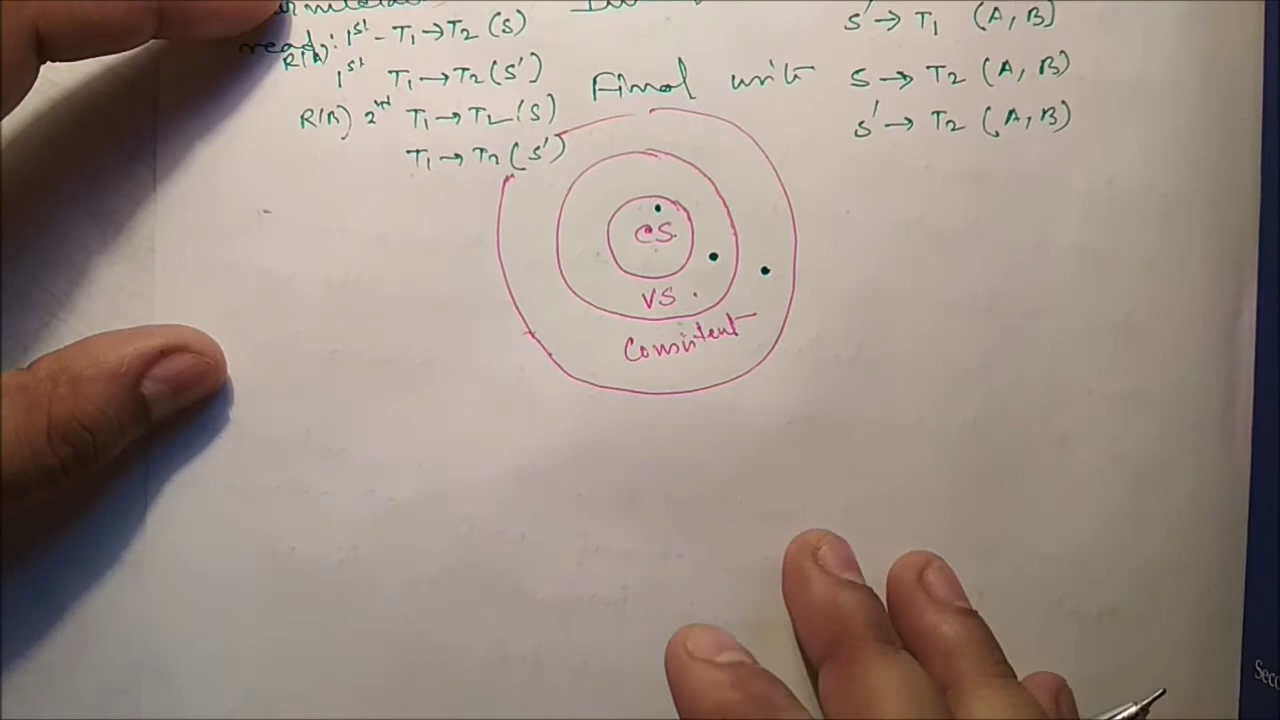 S' → T1 (A, B)
read: 1st - T1 → T2 (S)
R(A)
1st T1 → T2 (S')
Final write S → T2 (A, B)
R(B) 2nd T1 → T2 (S)
S' → T2 (A, B)
T1 → T2 (S')
CS
VS
Consistent